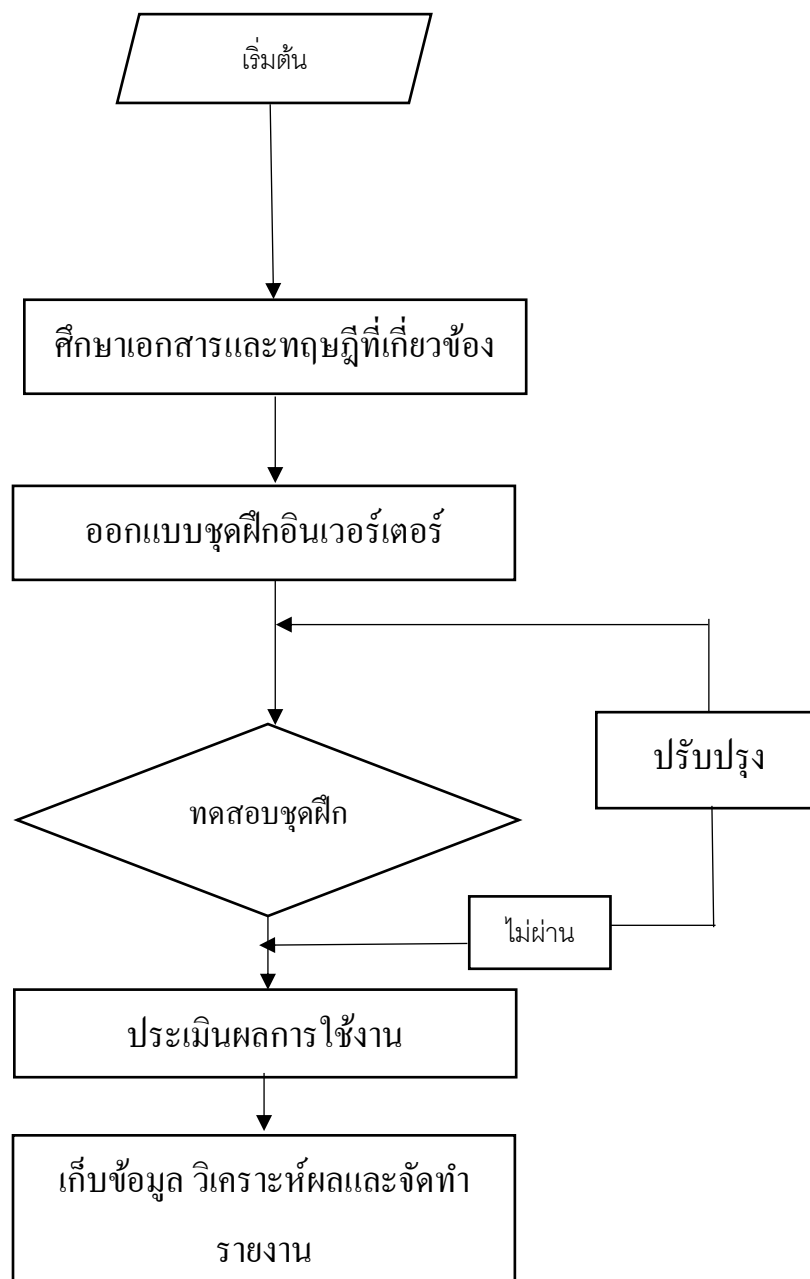 เริ่มต้น
ศึกษาเอกสารและทฤษฎีที่เกี่ยวข้อง
ออกแบบชุดฝึกอินเวอร์เตอร์
ปรับปรุง
ทดสอบชุดฝึก
ไม่ผ่าน
ประเมินผลการใช้งาน
เก็บข้อมูล วิเคราะห์ผลและจัดทำ
รายงาน